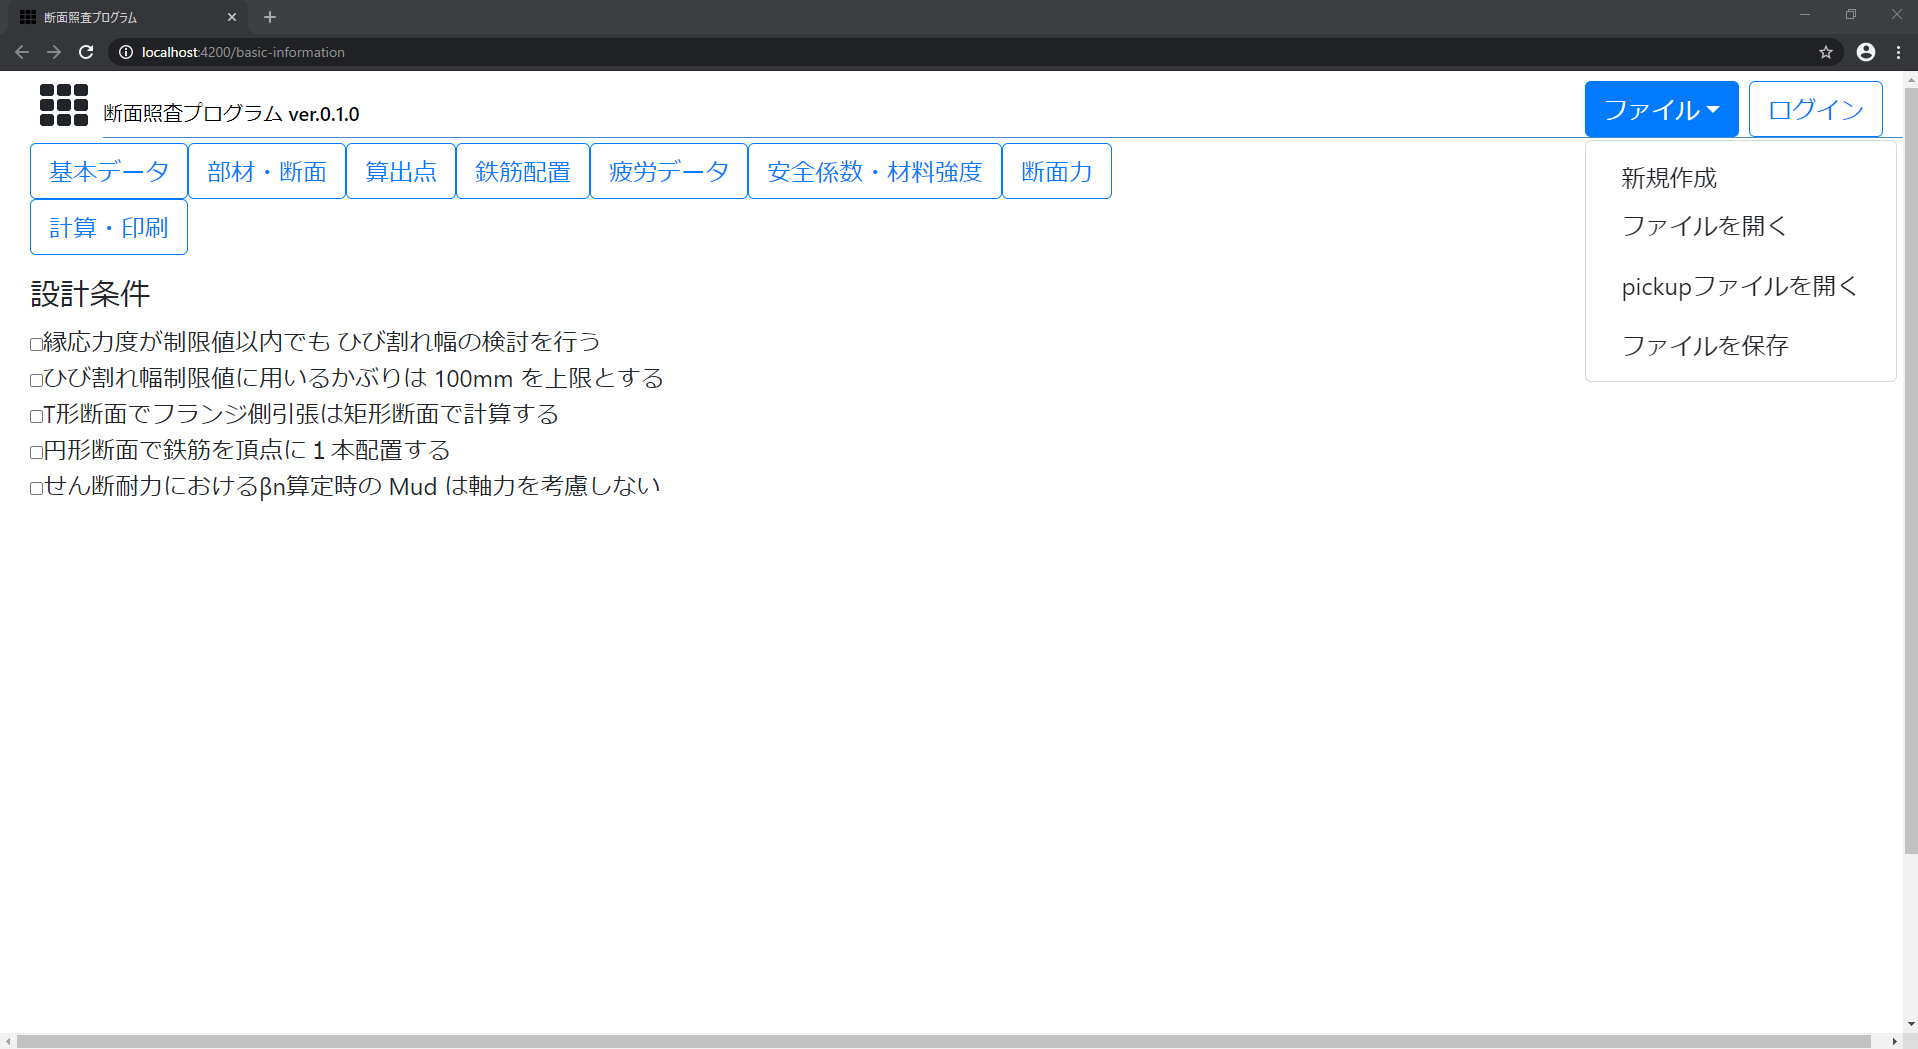 断面照査プログラム
localhost:4200/basic-information
断面照査プログラム ver.0.1.0
ファイル
ログイン
基本データ 部材・断面 算出点 鉄筋配置 疲労データ 安全係数・材料強度 断面力
計算・印刷
新規作成
ファイルを開く
pickupファイルを開く
ファイルを保存
設計条件
縁応力度が制限値以内でも ひび割れ幅の検討を行う
ひび割れ幅制限値に用いるかぶりは 100mm を上限とする
T形断面でフランジ側引張は矩形断面で計算する
円形断面で鉄筋を頂点に１本配置する
せん断耐力におけるβn算定時の Mud は軸力を考慮しない